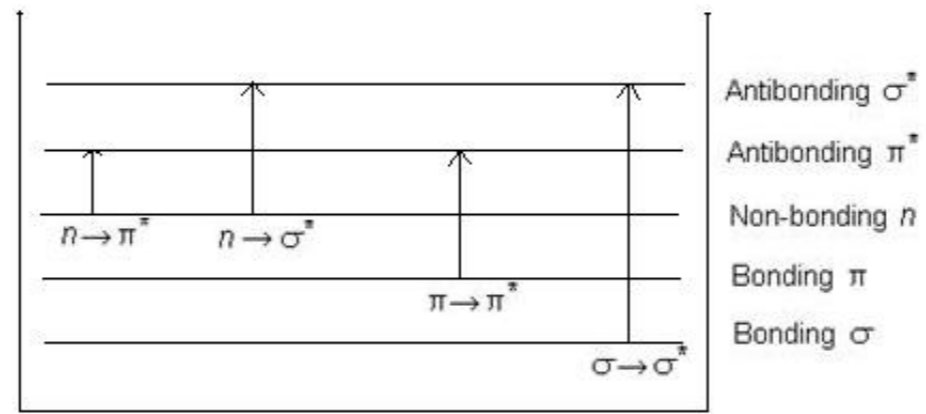 Antibonding σ*
Antibonding π*
Non-bonding n
n→π*
n→σ*
Bonding π
π→π*
Bonding σ
σ→σ*